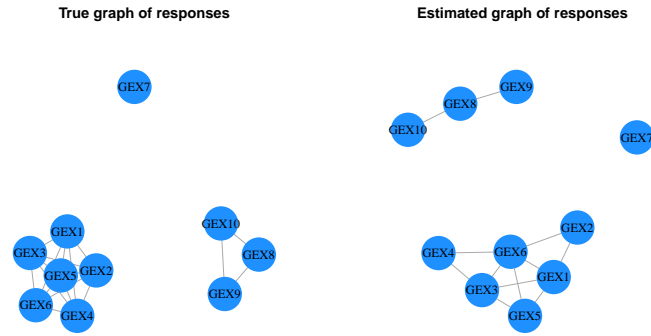 True graph of responses
GEX7
GEX1
GEX3
GEX2
GEX5
GEX6
GEX4
GEX10
GEX8
GEX9
Estimated graph of responses
GEX9
GEX8
GEX10
GEX7
GEX2
GEX4
GEX6
GEX1
GEX3
GEX5